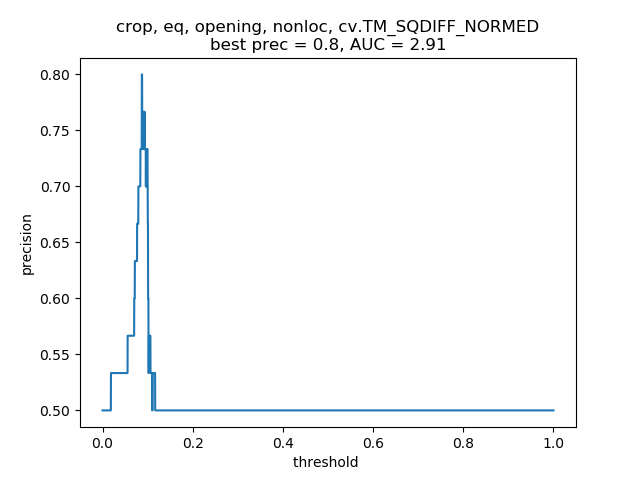 crop, eq, opening, nonloc, cv.TM_SQDIFF_NORMED
best prec = 0.8, AUC = 2.91
0.80
0.75
0.70
0.65
0.60
0.55
0.50
precision
0.0 0.2 0.4 0.6 0.8 1.0
threshold